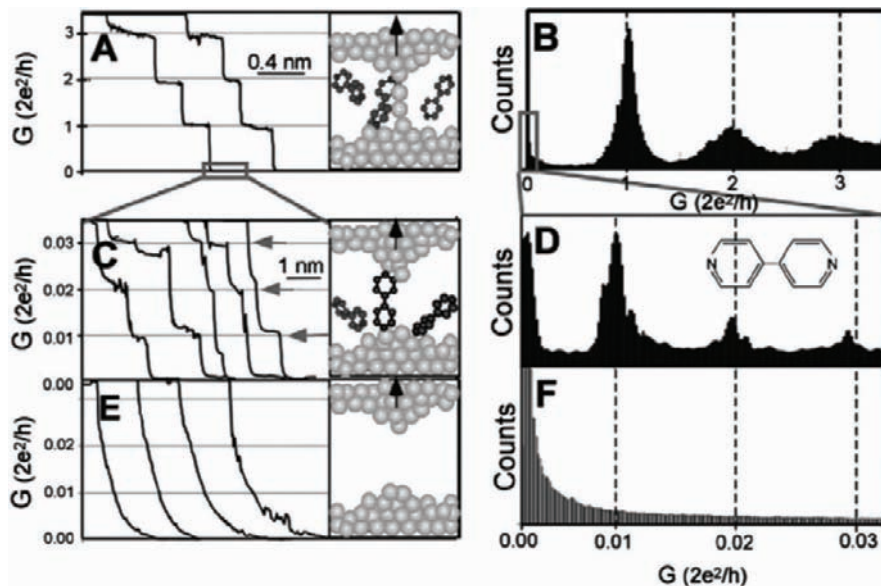 A
G (2e²/h)
3
2
1
0
0.4 nm
B
Counts
0
1
2
3
G (2e²/h)
C
G (2e²/h)
0.03
0.02
0.01
0.00
1 nm
D
Counts
N
N
E
G (2e²/h)
0.02
0.01
0.00
F
Counts
0.00
0.01
0.02
0.03
G (2e²/h)